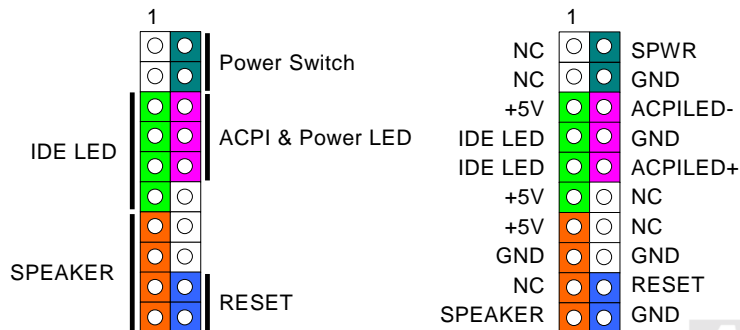 1
Power Switch
ACPI & Power LED
IDE LED
SPEAKER
RESET
1
NC SPWR
NC GND
+5V ACPILED-
IDE LED GND
IDE LED ACPILED+
+5V NC
+5V NC
GND GND
NC RESET
SPEAKER GND